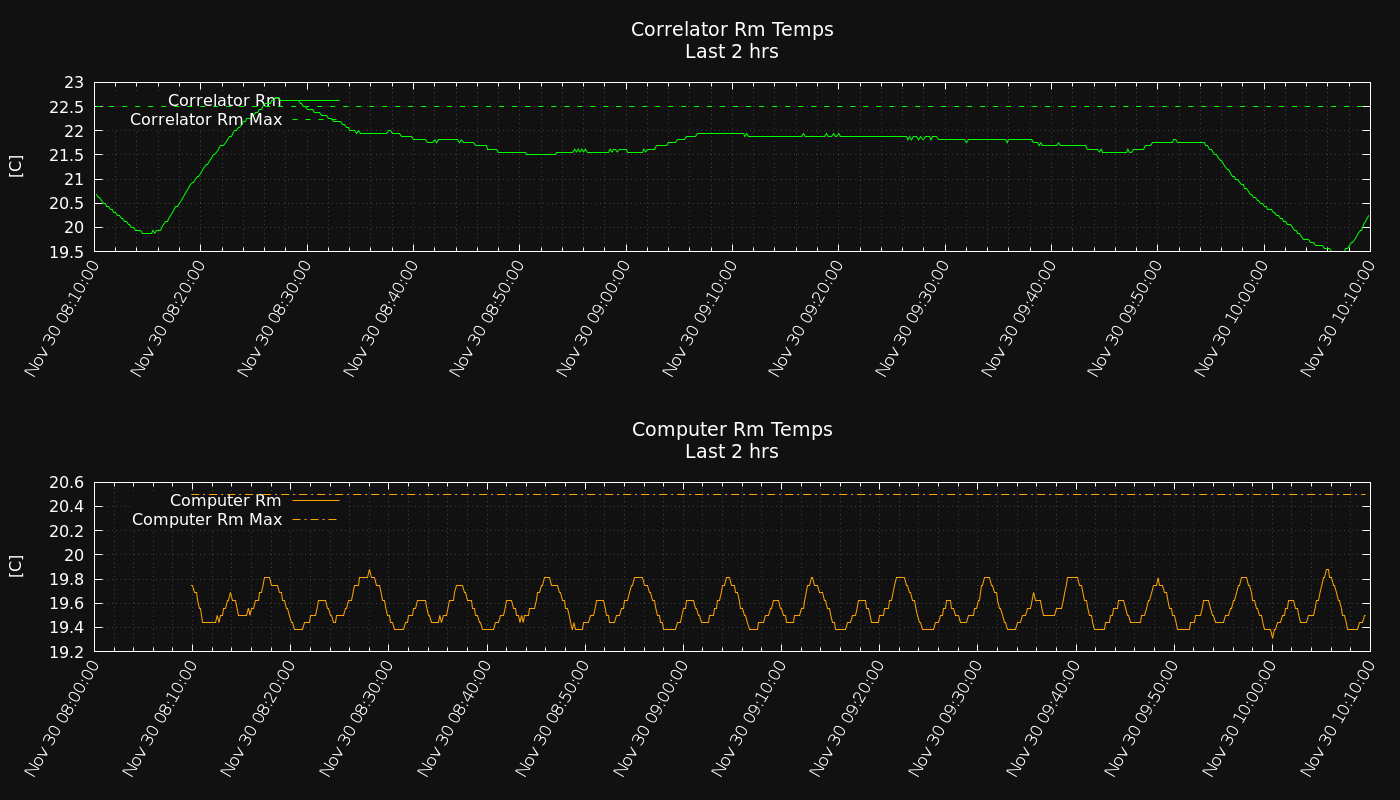 Correlator Rm Temps
Last 2 hrs
23
22.5
22
21.5
21
20.5
20
19.5
[C]
Correlator Rm
Correlator Rm Max
Nov 30 08:10:00
Nov 30 08:20:00
Nov 30 08:30:00
Nov 30 08:40:00
Nov 30 08:50:00
Nov 30 09:00:00
Nov 30 09:10:00
Nov 30 09:20:00
Nov 30 09:30:00
Nov 30 09:40:00
Nov 30 09:50:00
Nov 30 10:00:00
Nov 30 10:10:00
Computer Rm Temps
Last 2 hrs
20.6
20.4
20.2
20
19.8
19.6
19.4
19.2
[C]
Computer Rm
Computer Rm Max
Nov 30 08:00:00
Nov 30 08:10:00
Nov 30 08:20:00
Nov 30 08:30:00
Nov 30 08:40:00
Nov 30 08:50:00
Nov 30 09:00:00
Nov 30 09:10:00
Nov 30 09:20:00
Nov 30 09:30:00
Nov 30 09:40:00
Nov 30 09:50:00
Nov 30 10:00:00
Nov 30 10:10:00